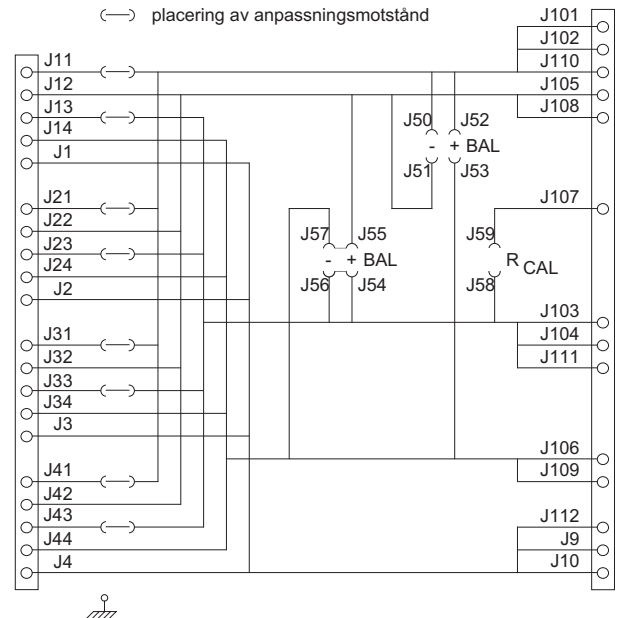 placering av anpassningsmotstånd
J101
J102
J11
J110
J12
J105
J13
J50 J52
J108
J14
- + BAL
J1
J51 J53
J21
J107
J22
J57 J55
J59
J23
- + BAL
R CAL
J24
J56 J54
J58
J2
J103
J31
J104
J32
J111
J33
J34
J3
J106
J41
J109
J42
J43
J112
J44
J9
J4
J10